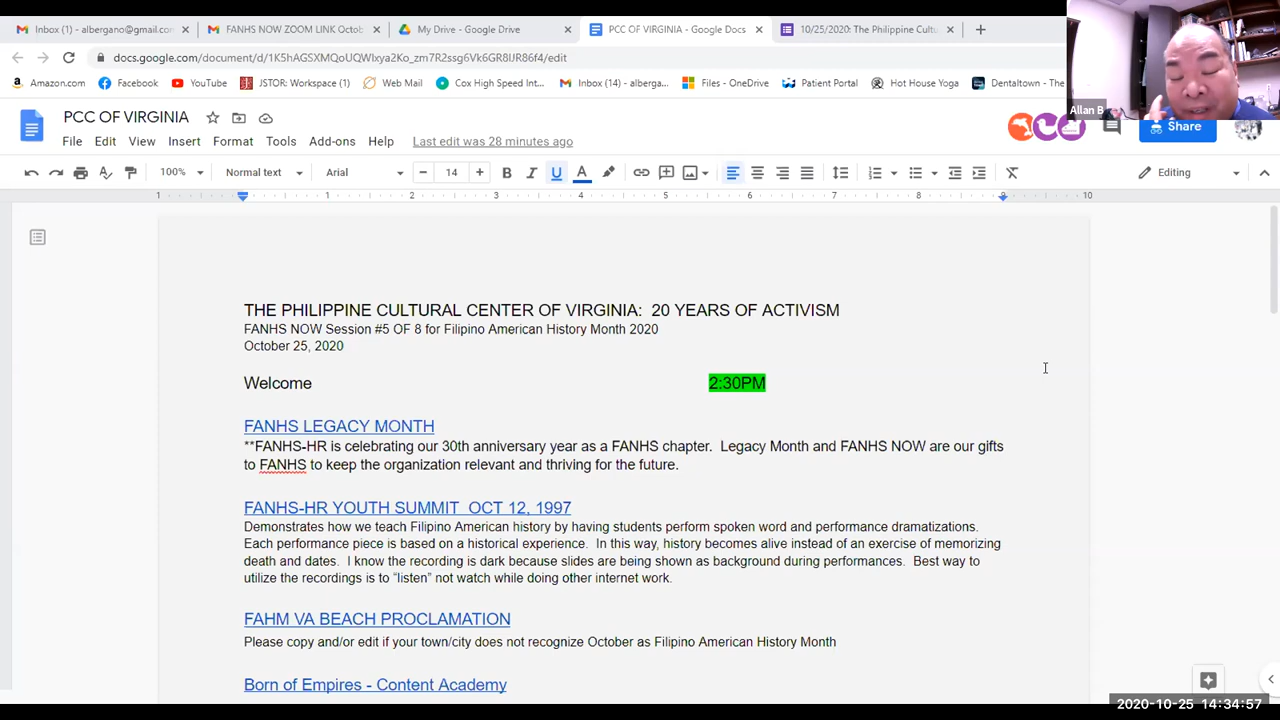 Inbox (1) - albergano@gmail.com
FANHS NOW ZOOM LINK Octob
My Drive - Google Drive
PCC OF VIRGINIA - Google Docs
10/25/2020: The Philippine Cultu
docs.google.com/document/d/1K5hAGSXMQoUQWlxya2Ko_zm7R2ssg6Vk6GR8lJR86f4/edit
Amazon.com
Facebook
YouTube
JSTOR: Workspace (1)
Web Mail
Cox High Speed Int...
Inbox (14) - alberga...
Files - OneDrive
Patient Portal
Hot House Yoga
Dentaltown - The D
Allan B
PCC OF VIRGINIA
Share
File Edit View Insert Format Tools Add-ons Help Last edit was 28 minutes ago
100% Normal text Arial 14 B I U A Editing
1 1 2 3 4 5 6 7 8 9 10
THE PHILIPPINE CULTURAL CENTER OF VIRGINIA: 20 YEARS OF ACTIVISM
FANHS NOW Session #5 OF 8 for Filipino American History Month 2020
October 25, 2020
Welcome 2:30PM
FANHS LEGACY MONTH
**FANHS-HR is celebrating our 30th anniversary year as a FANHS chapter. Legacy Month and FANHS NOW are our gifts
to FANHS to keep the organization relevant and thriving for the future.
FANHS-HR YOUTH SUMMIT OCT 12, 1997
Demonstrates how we teach Filipino American history by having students perform spoken word and performance dramatizations.
Each performance piece is based on a historical experience. In this way, history becomes alive instead of an exercise of memorizing
death and dates. I know the recording is dark because slides are being shown as background during performances. Best way to
utilize the recordings is to “listen” not watch while doing other internet work.
FAHM VA BEACH PROCLAMATION
Please copy and/or edit if your town/city does not recognize October as Filipino American History Month
Born of Empires - Content Academy
2020-10-25 14:34:57